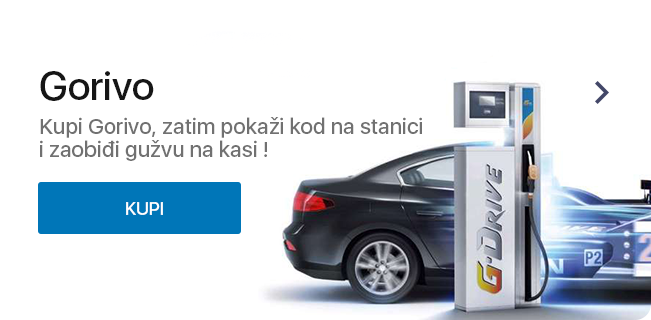 Gorivo
Kupi Gorivo, zatim pokaži kod na stanici
i zaobiđi gužvu na kasi !
KUPI
G-DRIVE
P2